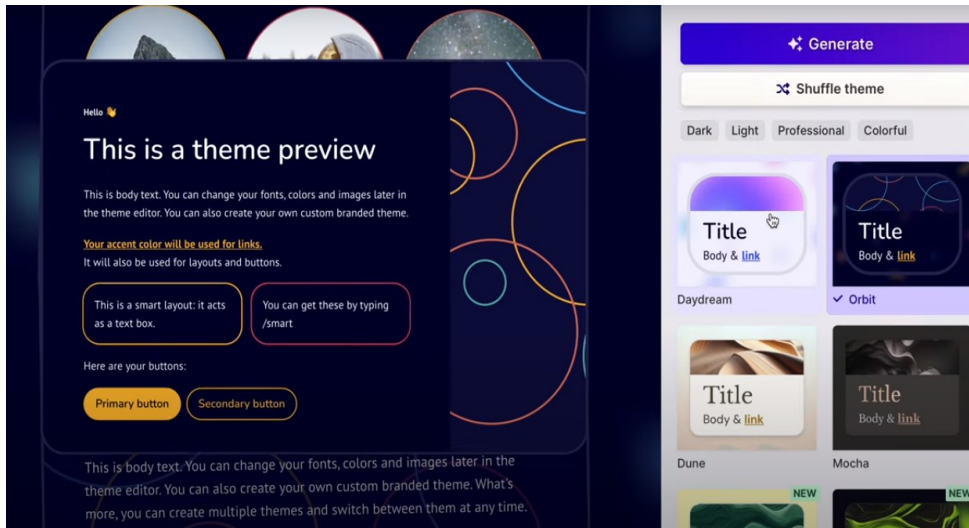 Hello 👋
This is a theme preview
This is body text. You can change your fonts, colors and images later in
the theme editor. You can also create your own custom branded theme.
Your accent color will be used for links.
It will also be used for layouts and buttons.
This is a smart layout: it acts
as a text box.
You can get these by typing
/smart
Here are your buttons:
Primary button
Secondary button
This is body text. You can change your fonts, colors and images later in the
theme editor. You can also create your own custom branded theme. What's
more, you can create multiple themes and switch between them at any time.
Generate
Shuffle theme
Dark Light Professional Colorful
Title
Body & link
Daydream
Title
Body & link
Orbit
Title
Body & link
Dune
Title
Body & link
Mocha
NEW
NEW